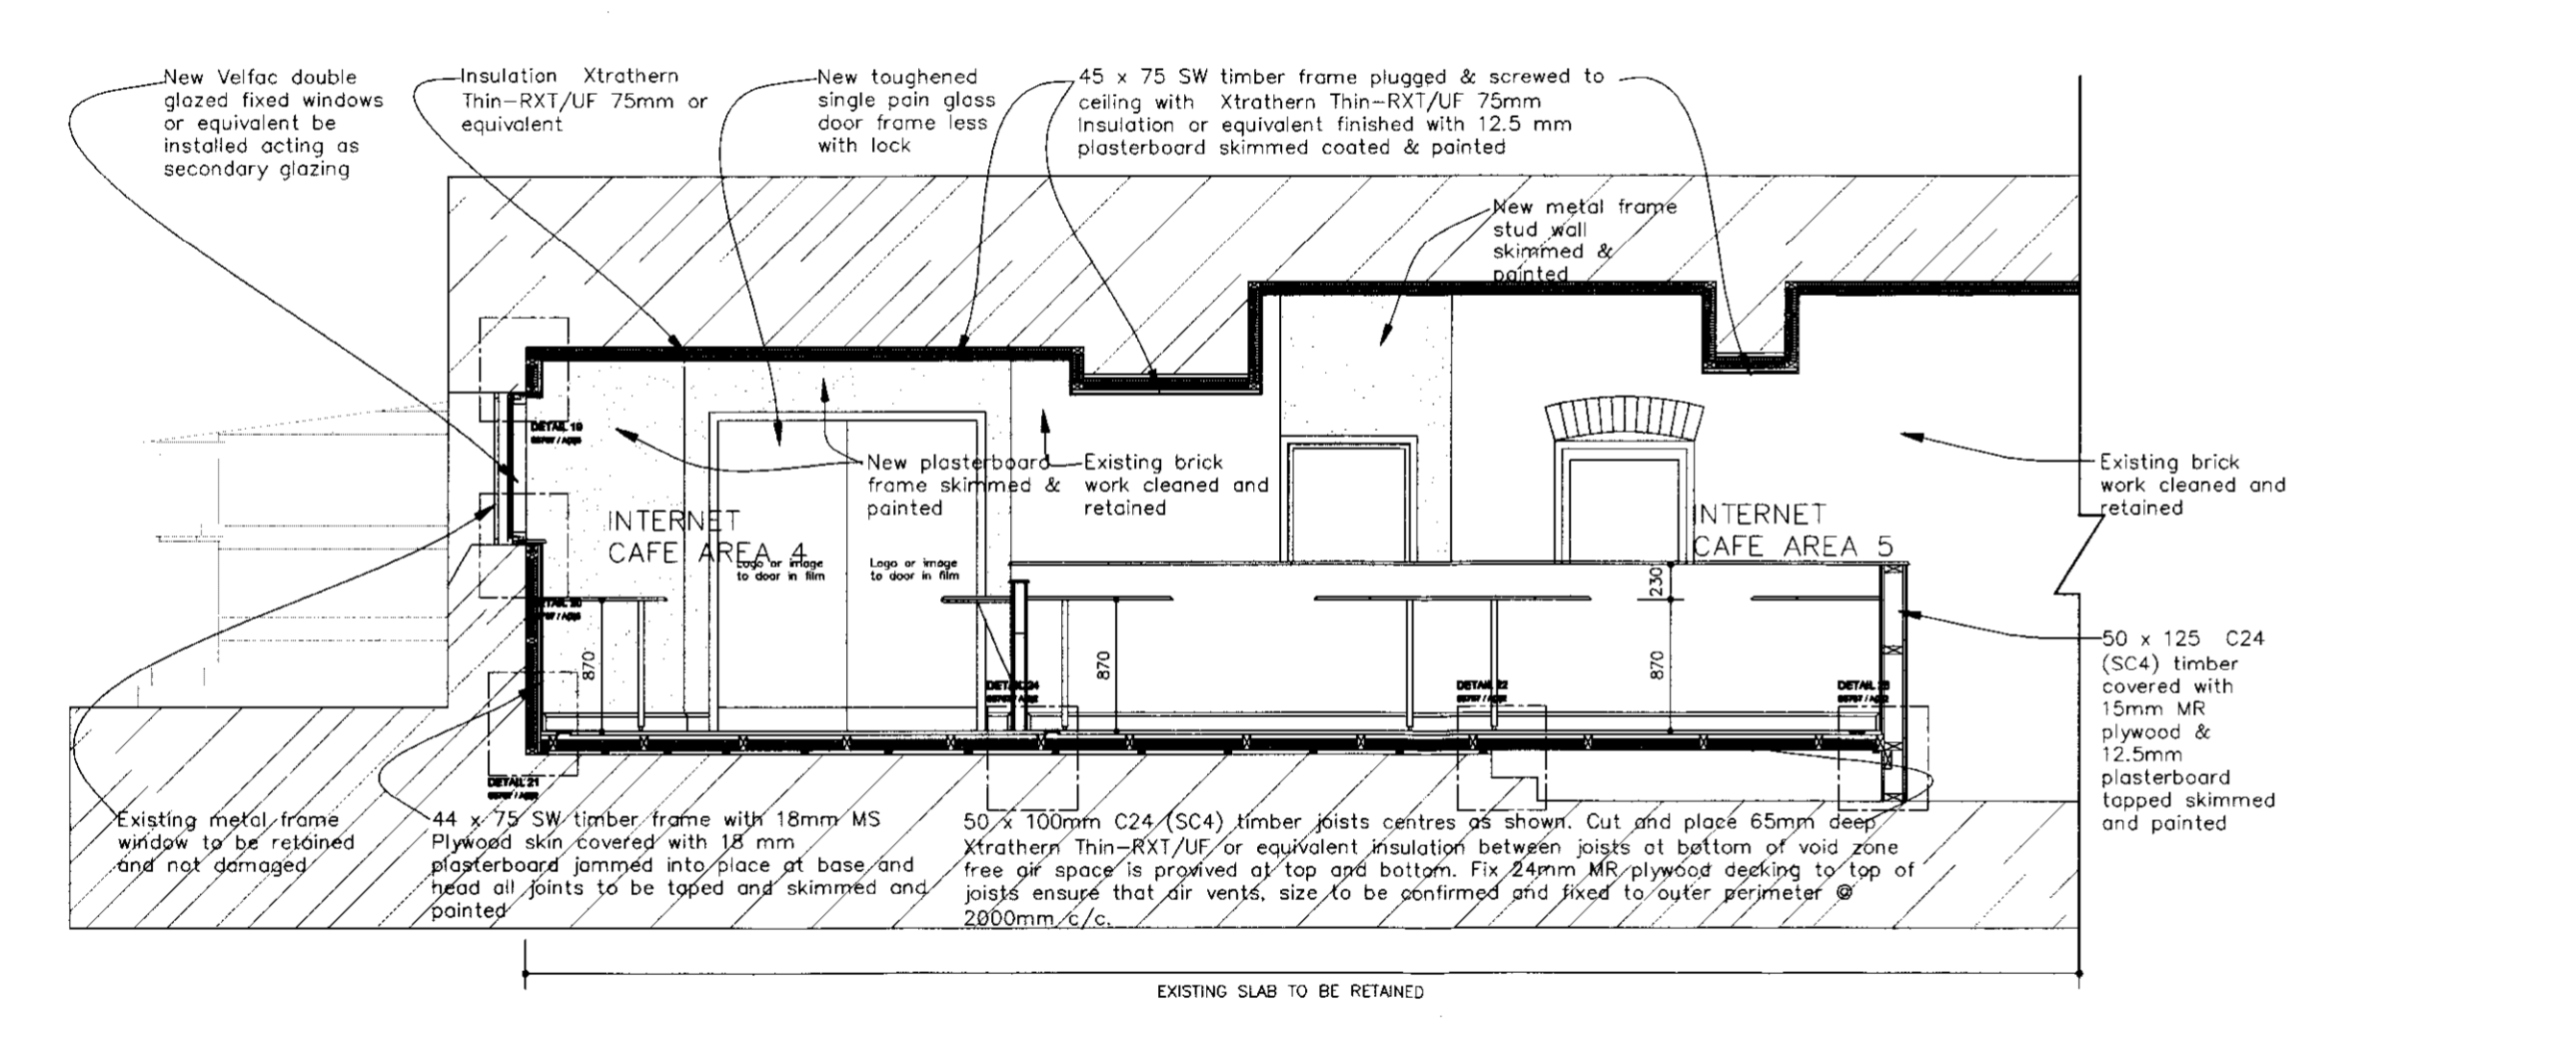 New Velfac double
glazed fixed windows
or equivalent be
installed acting as
secondary glazing
Insulation Xtrathern
Thin-RXT/UF 75mm or
equivalent
New toughened
single pain glass
door frame less
with lock
45 x 75 SW timber frame plugged & screwed to
ceiling with Xtrathern Thin-RXT/UF 75mm
Insulation or equivalent finished with 12.5 mm
plasterboard skimmed coated & painted
New metal frame
stud wall
skimmed &
painted
DETAIL 19
New plasterboard
frame skimmed &
painted
Existing brick
work cleaned and
retained
Existing brick
work cleaned and
retained
INTERNET
CAFE AREA 4
INTERNET
CAFE AREA 5
Logo or image
to door in film
Logo or image
to door in film
230
870
870
870
DETAIL 24
DETAIL 22
DETAIL
50 x 125 C24
(SC4) timber
covered with
15mm MR
plywood &
12.5mm
plasterboard
tapped skimmed
and painted
DETAIL 21
Existing metal frame
window to be retained
and not damaged
44 x 75 SW timber frame with 18mm MS
Plywood skin covered with 18 mm
plasterboard jammed into place at base and
head all joints to be taped and skimmed and
painted
50 x 100mm C24 (SC4) timber joists centres as shown. Cut and place 65mm deep
Xtrathern Thin-RXT/UF or equivalent insulation between joists at bottom of void zone
free air space is provived at top and bottom. Fix 24mm MR plywood decking to top of
joists ensure that air vents, size to be confirmed and fixed to outer perimeter @
2000mm c/c.
EXISTING SLAB TO BE RETAINED